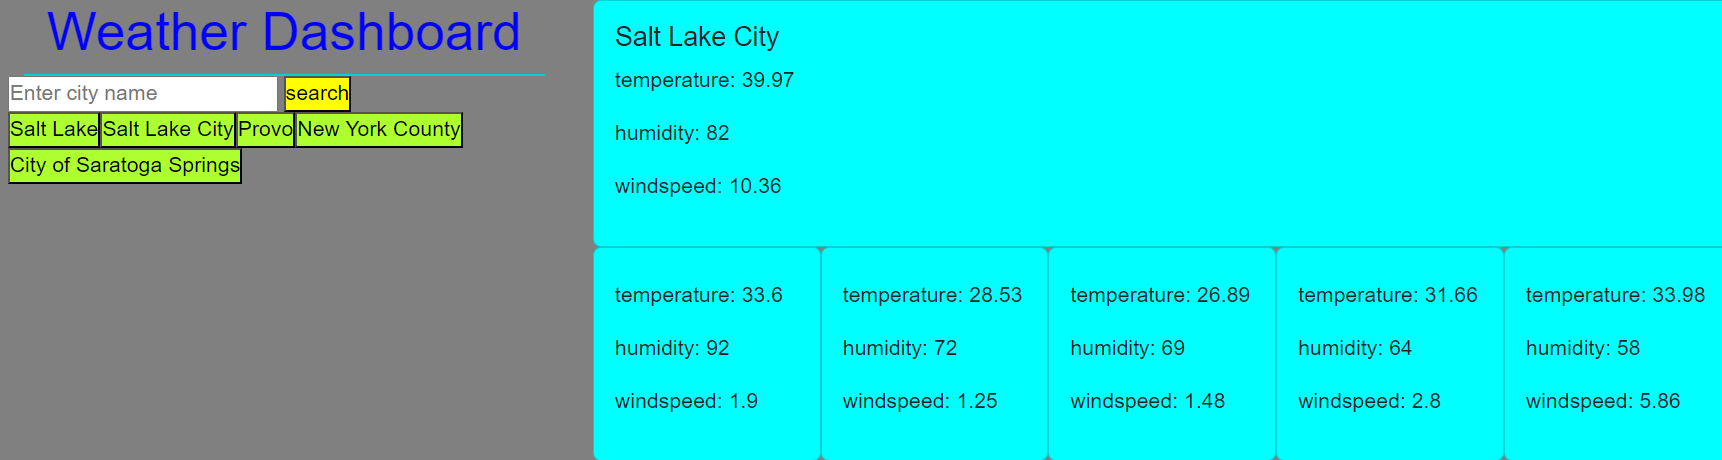 Weather Dashboard
Enter city name
search
Salt Lake
Salt Lake City
Provo
New York County
City of Saratoga Springs
Salt Lake City
temperature: 39.97
humidity: 82
windspeed: 10.36
temperature: 33.6
humidity: 92
windspeed: 1.9
temperature: 28.53
humidity: 72
windspeed: 1.25
temperature: 26.89
humidity: 69
windspeed: 1.48
temperature: 31.66
humidity: 64
windspeed: 2.8
temperature: 33.98
humidity: 58
windspeed: 5.86